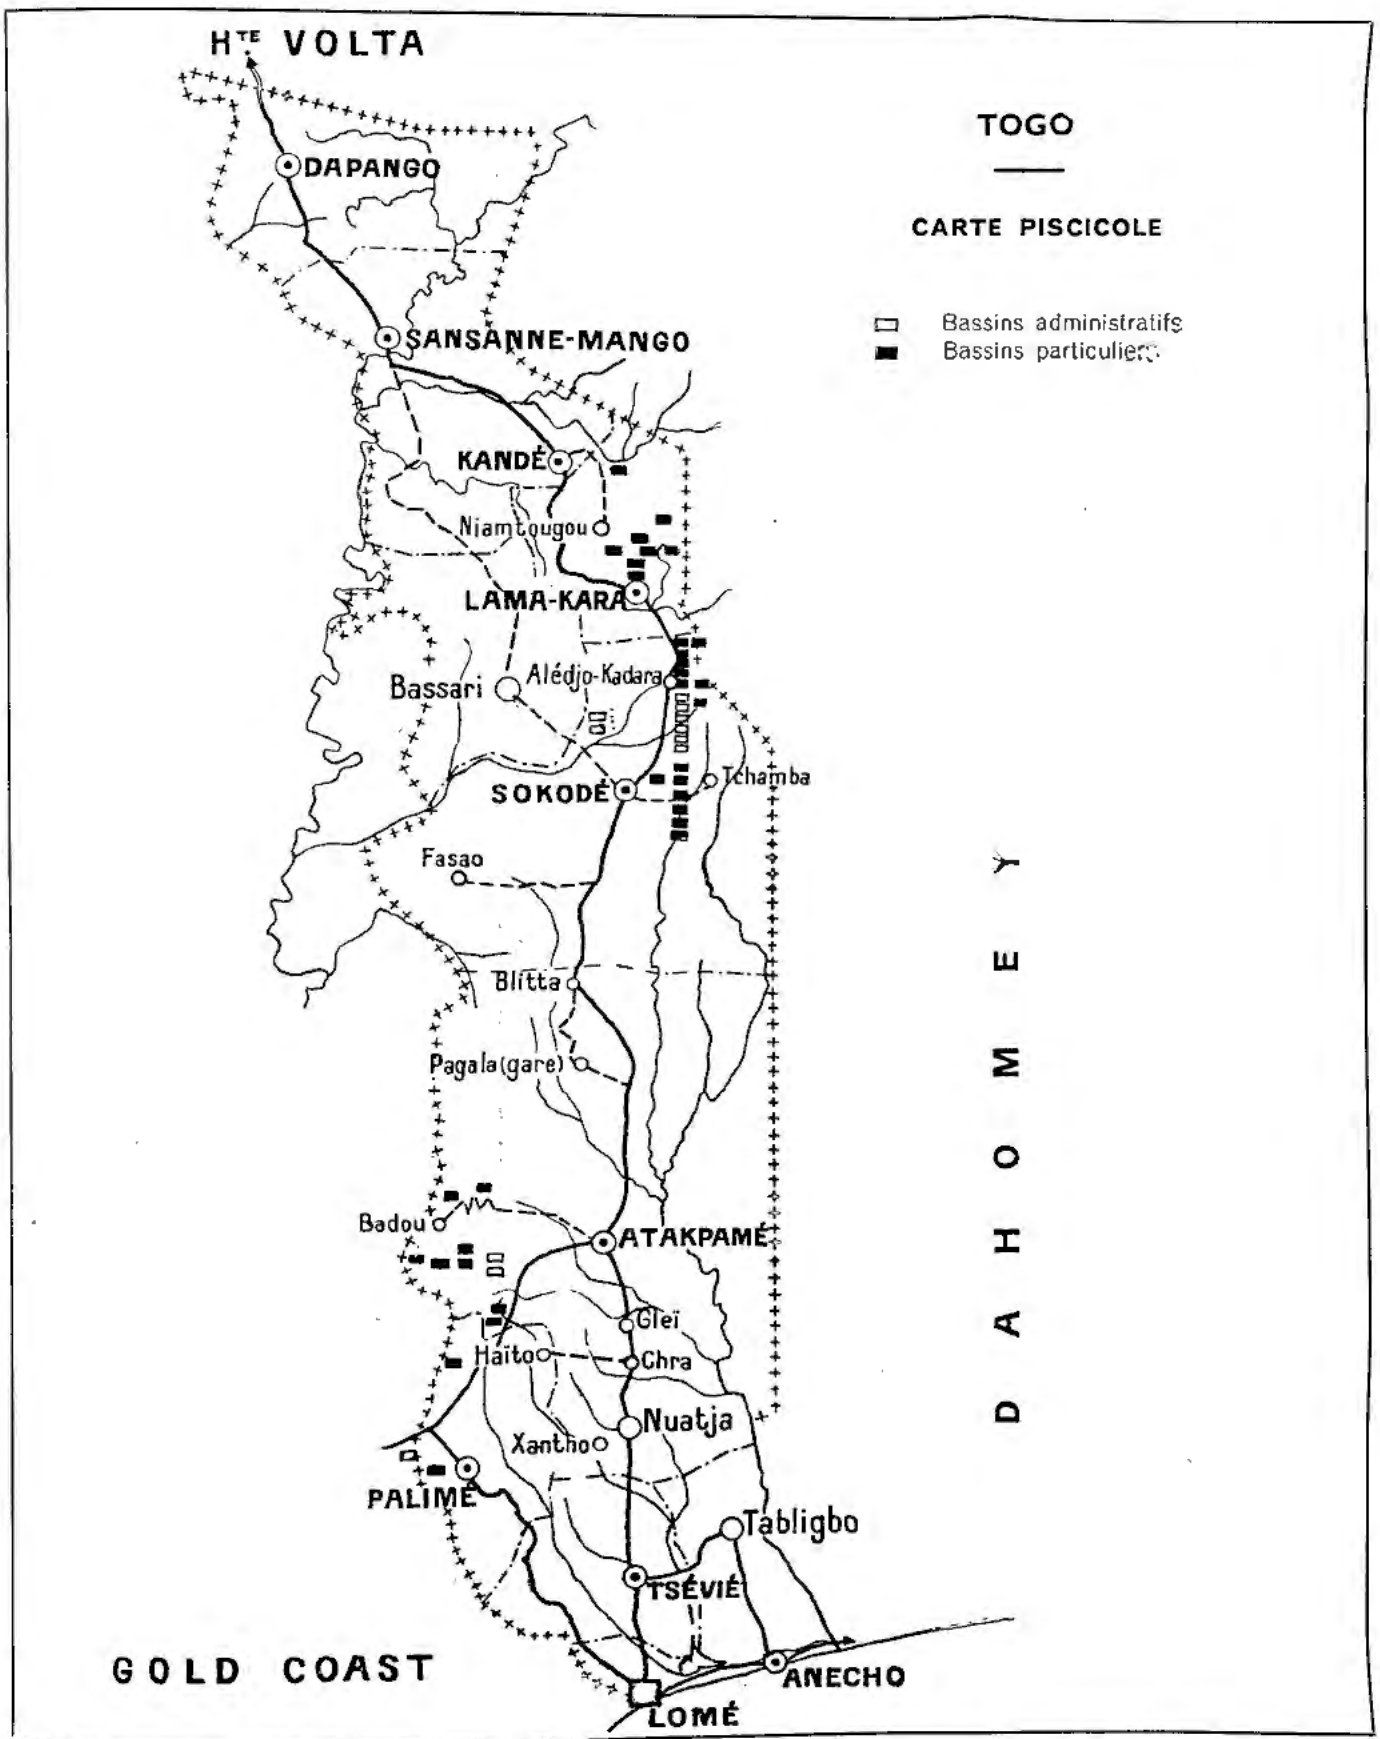 Hᵀᴱ VOLTA
TOGO
CARTE PISCICOLE
Bassins administratifs
Bassins particuliers
DAPANGO
SANSANNE-MANGO
KANDÉ
Niamtougou
LAMA-KARA
Alédjo-Kadara
Bassari
Tchamba
SOKODÉ
Fasao
DAHOMEY
Blitta
Pagala (gare)
Badou
ATAKPAMÉ
Gleï
Haïto
Chra
Nuatja
Xantho
PALIMÉ
Tabligbo
TSÉVIÉ
GOLD COAST
ANECHO
LOMÉ